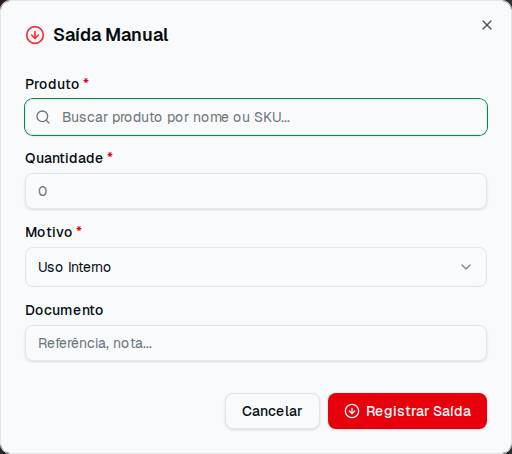 Saída Manual
Produto *
Buscar produto por nome ou SKU...
Quantidade *
0
Motivo *
Uso Interno
Documento
Referência, nota...
Cancelar
Registrar Saída